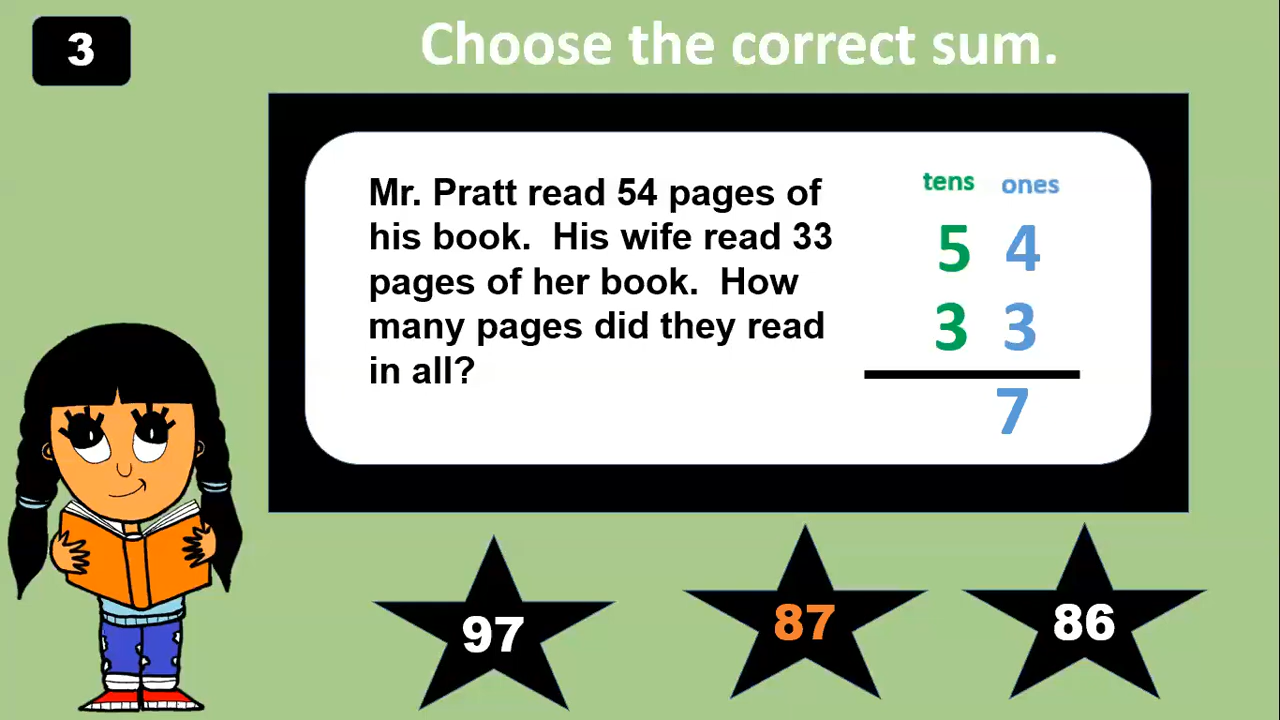 3
Choose the correct sum.
Mr. Pratt read 54 pages of
his book.  His wife read 33
pages of her book.  How
many pages did they read
in all?
tens ones
5 4
3 3
7
97
87
86